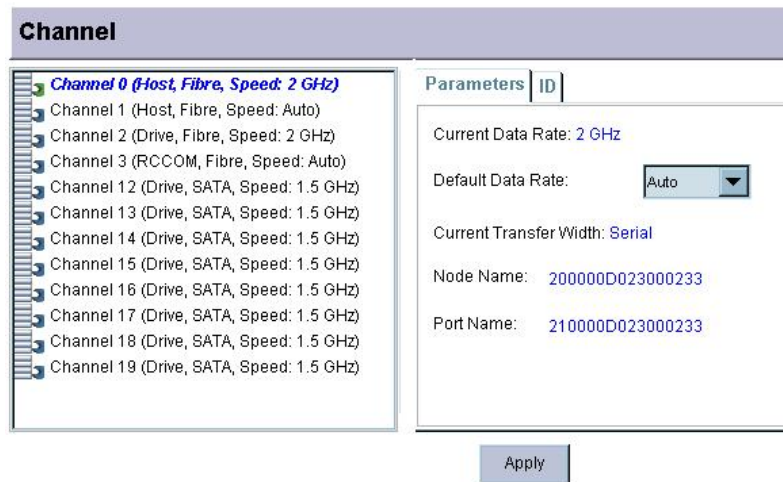 Channel
Channel 0 (Host, Fibre, Speed: 2 GHz)
Channel 1 (Host, Fibre, Speed: Auto)
Channel 2 (Drive, Fibre, Speed: 2 GHz)
Channel 3 (RCCOM, Fibre, Speed: Auto)
Channel 12 (Drive, SATA, Speed: 1.5 GHz)
Channel 13 (Drive, SATA, Speed: 1.5 GHz)
Channel 14 (Drive, SATA, Speed: 1.5 GHz)
Channel 15 (Drive, SATA, Speed: 1.5 GHz)
Channel 16 (Drive, SATA, Speed: 1.5 GHz)
Channel 17 (Drive, SATA, Speed: 1.5 GHz)
Channel 18 (Drive, SATA, Speed: 1.5 GHz)
Channel 19 (Drive, SATA, Speed: 1.5 GHz)
Parameters ID
Current Data Rate: 2 GHz
Default Data Rate: Auto
Current Transfer Width: Serial
Node Name: 200000D023000233
Port Name: 210000D023000233
Apply